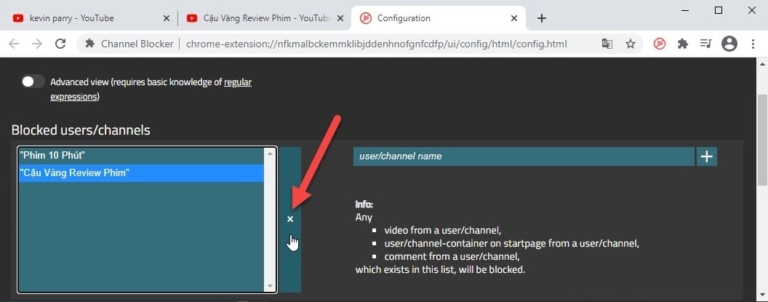 kevin parry - YouTube
Cậu Vàng Review Phim - YouTube
Configuration
Channel Blocker
chrome-extension://nfkmalbckemmklibjddenhnofgnfcdfp/ui/config/html/config.html
Advanced view (requires basic knowledge of regular
expressions)
Blocked users/channels
"Phim 10 Phút"
"Cậu Vàng Review Phim"
user/channel name
Info:
Any
video from a user/channel,
user/channel-container on startpage from a user/channel,
comment from a user/channel,
which exists in this list, will be blocked.